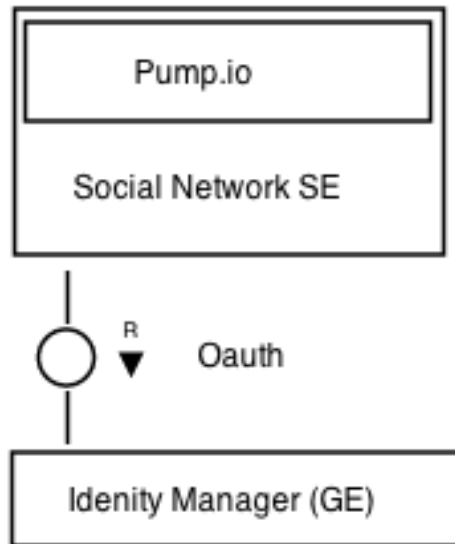 Pump.io
Social Network SE
R
Oauth
Idenity Manager (GE)